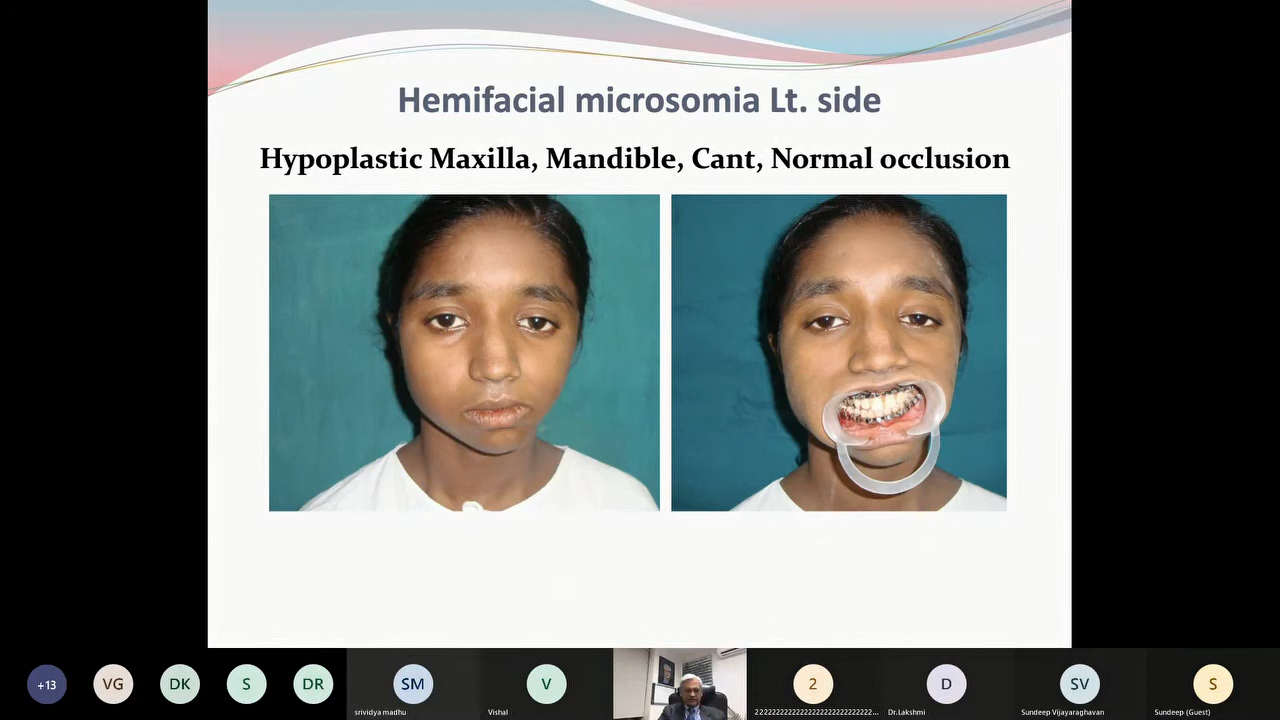 Hemifacial microsomia Lt. side
Hypoplastic Maxilla, Mandible, Cant, Normal occlusion
+13
VG
DK
S
DR
SM
srividya madhu
V
Vishal
2
222222222222222222222222222222...
D
Dr.Lakshmi
SV
Sundeep Vijayaraghavan
S
Sundeep (Guest)